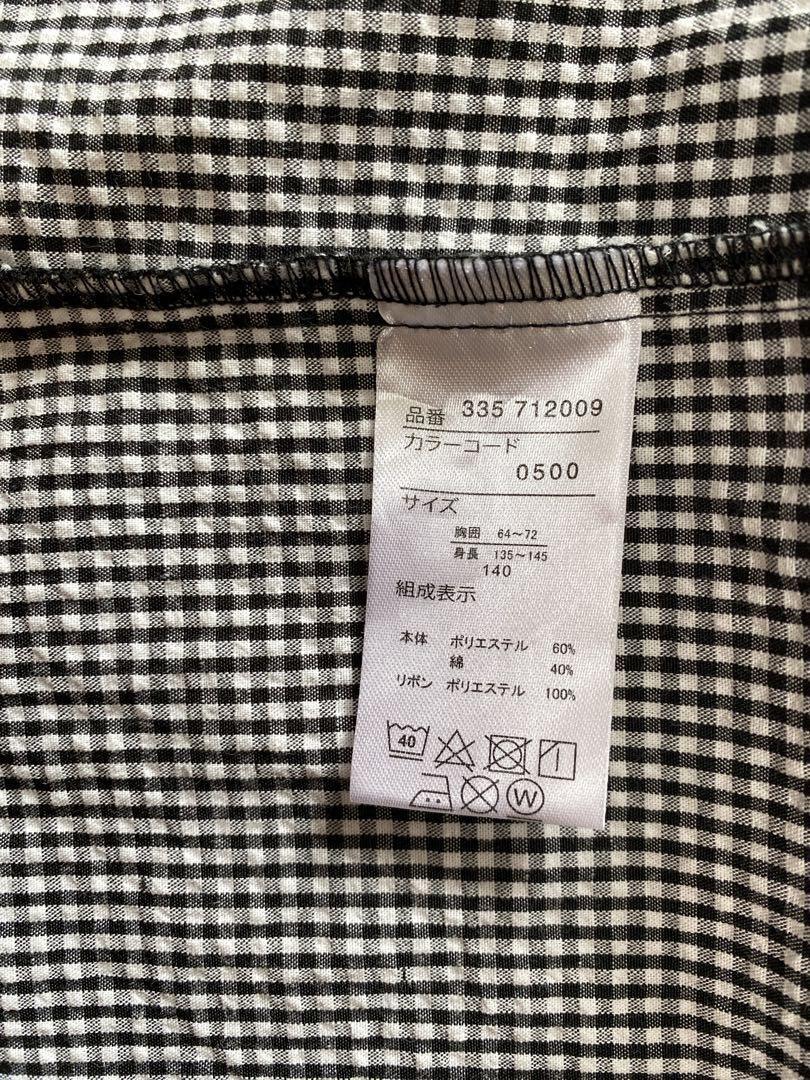 品番 335 712009
カラーコード
0500
サイズ
胸囲 64~72
身長 135~145
140
組成表示
本体 ポリエステル 60%
綿 40%
リボン ポリエステル 100%
40
W